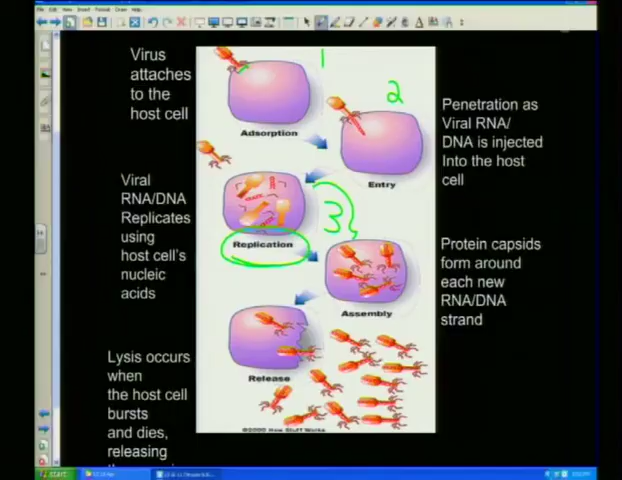 Virus
attaches
to the
host cell
1
Adsorption
2
Penetration as
Viral RNA/
DNA is injected
Into the host
cell
Entry
Viral
RNA/DNA
Replicates
using
host cell's
nucleic
acids
3
Replication
Protein capsids
form around
each new
RNA/DNA
strand
Assembly
Lysis occurs
when
the host cell
bursts
and dies,
releasing
Release
©2000 How Stuff Works
start